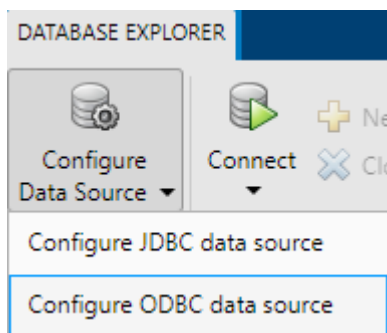 DATABASE EXPLORER
Configure
Data Source
Connect
Configure JDBC data source
Configure ODBC data source